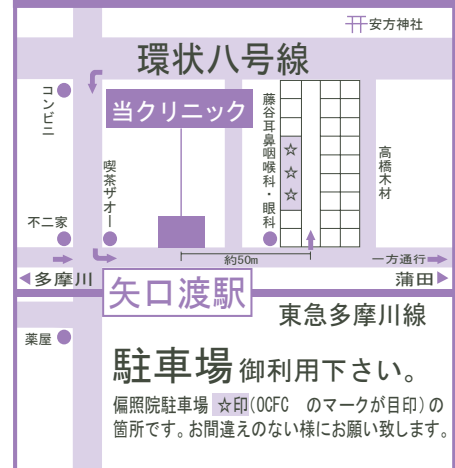 安方神社
環状八号線
コンビニ
当クリニック
藤谷耳鼻咽喉科・眼科
☆
☆
☆
喫茶ザオー
高橋木材
不二家
約50m
一方通行
多摩川
矢口渡駅
蒲田
東急多摩川線
薬屋
駐車場御利用下さい。
偏照院駐車場 ☆印(OCFC のマークが目印)の
箇所です。お間違えのない様にお願い致します。